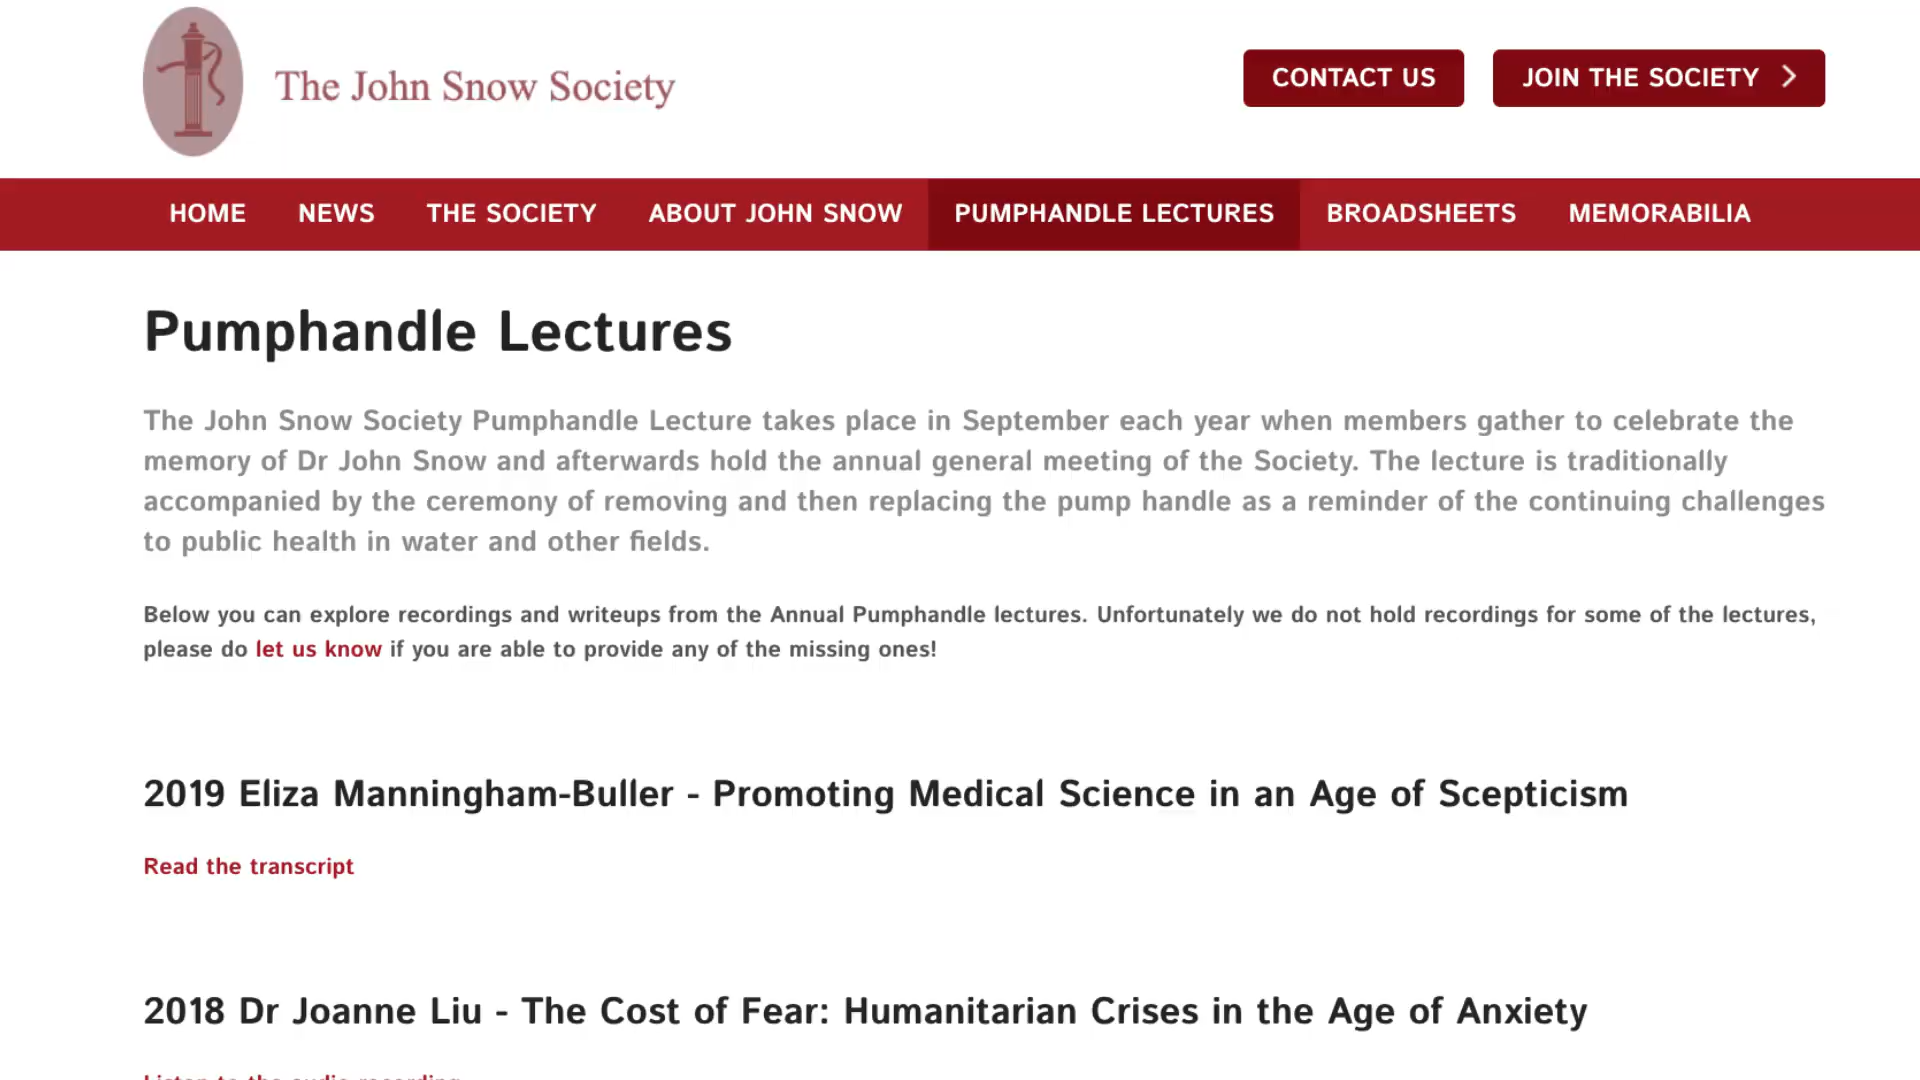 The John Snow Society
CONTACT US
JOIN THE SOCIETY
HOME NEWS THE SOCIETY ABOUT JOHN SNOW PUMPHANDLE LECTURES BROADSHEETS MEMORABILIA
Pumphandle Lectures
The John Snow Society Pumphandle Lecture takes place in September each year when members gather to celebrate the
memory of Dr John Snow and afterwards hold the annual general meeting of the Society. The lecture is traditionally
accompanied by the ceremony of removing and then replacing the pump handle as a reminder of the continuing challenges
to public health in water and other fields.
Below you can explore recordings and writeups from the Annual Pumphandle lectures. Unfortunately we do not hold recordings for some of the lectures,
please do let us know if you are able to provide any of the missing ones!
2019 Eliza Manningham-Buller - Promoting Medical Science in an Age of Scepticism
Read the transcript
2018 Dr Joanne Liu - The Cost of Fear: Humanitarian Crises in the Age of Anxiety
Listen to the audio recording